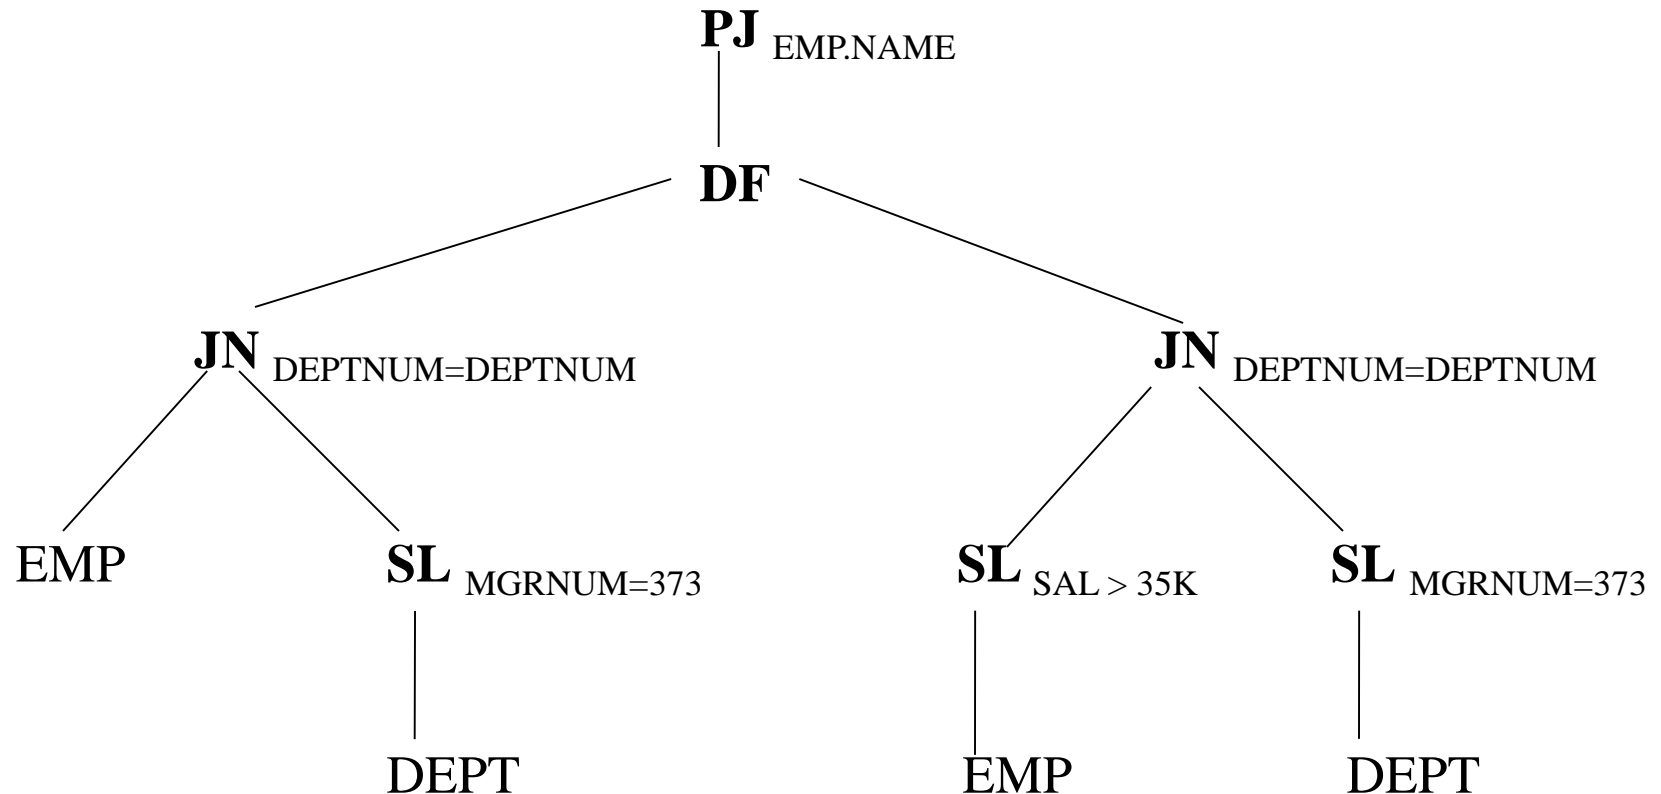 PJ EMP.NAME
DF
JN DEPTNUM=DEPTNUM
JN DEPTNUM=DEPTNUM
EMP
SL MGRNUM=373
SL SAL > 35K
SL MGRNUM=373
DEPT
EMP
DEPT